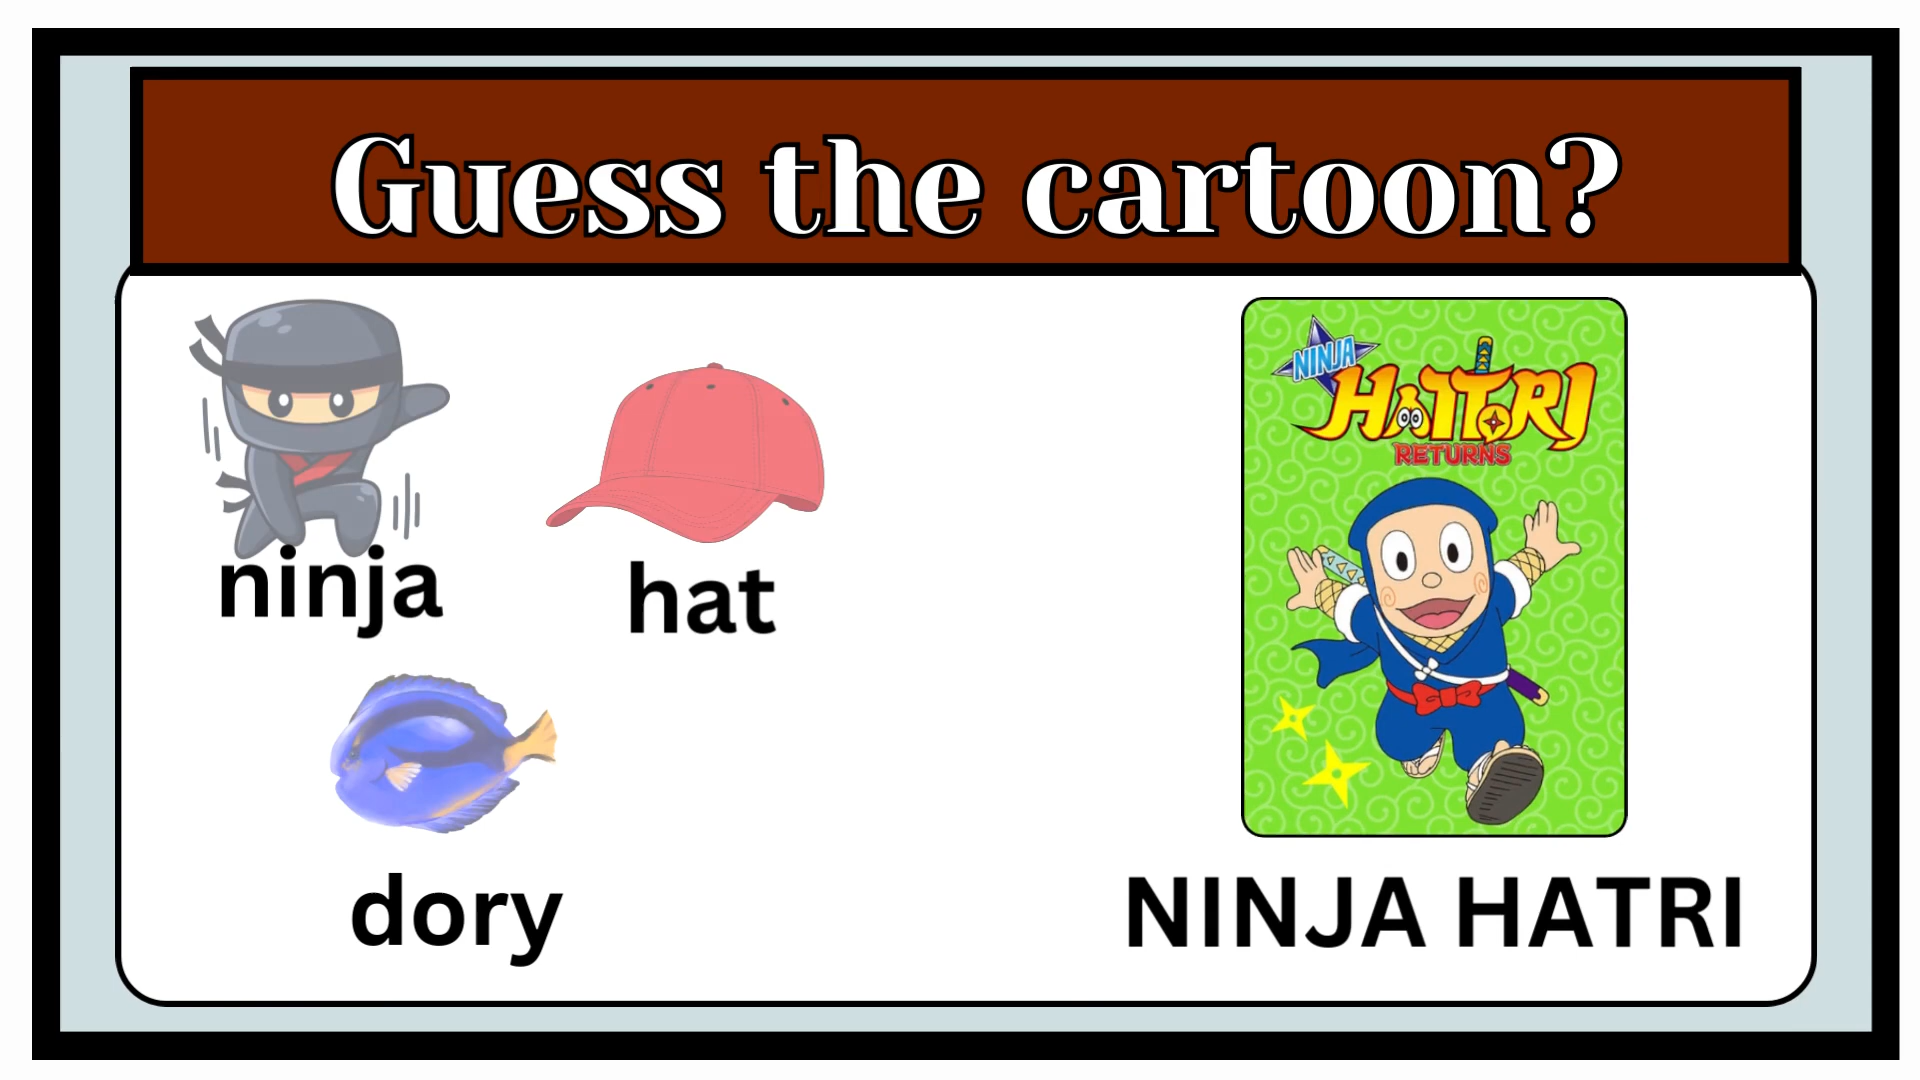 Guess the cartoon?
ninja
hat
dory
NINJA
HATTORI
RETURNS
NINJA HATRI